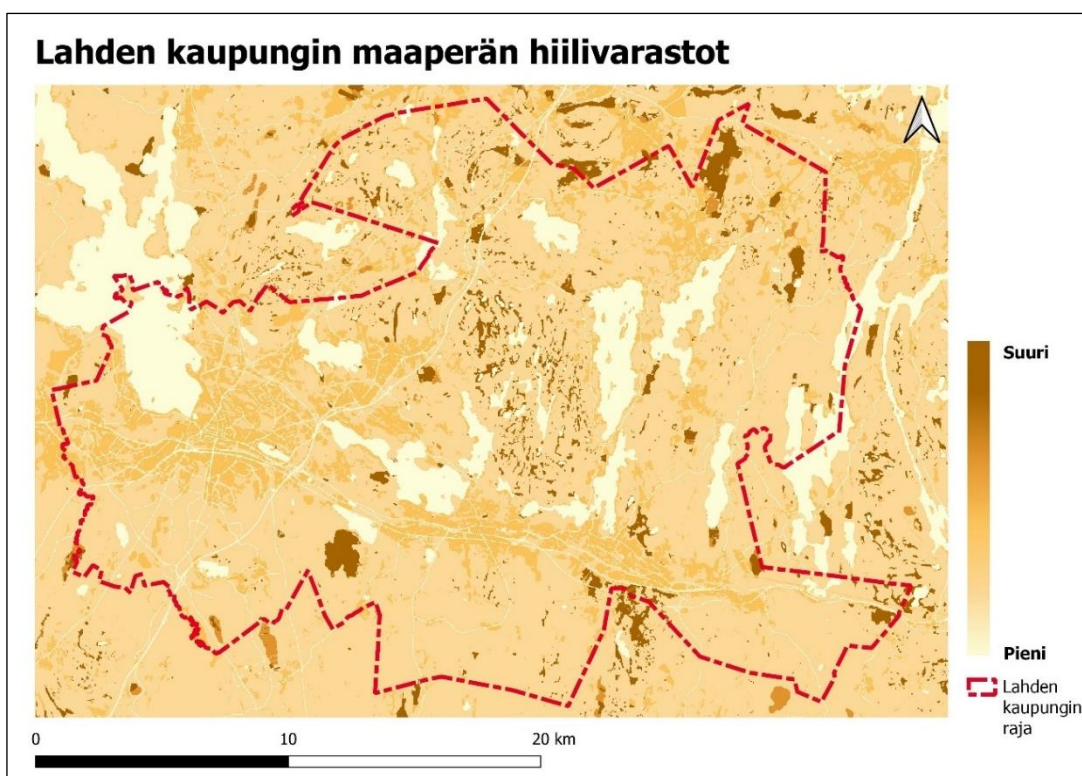 Lahden kaupungin maaperän hiilivarastot
Suuri
Pieni
Lahden
kaupungin
raja
0 10 20 km